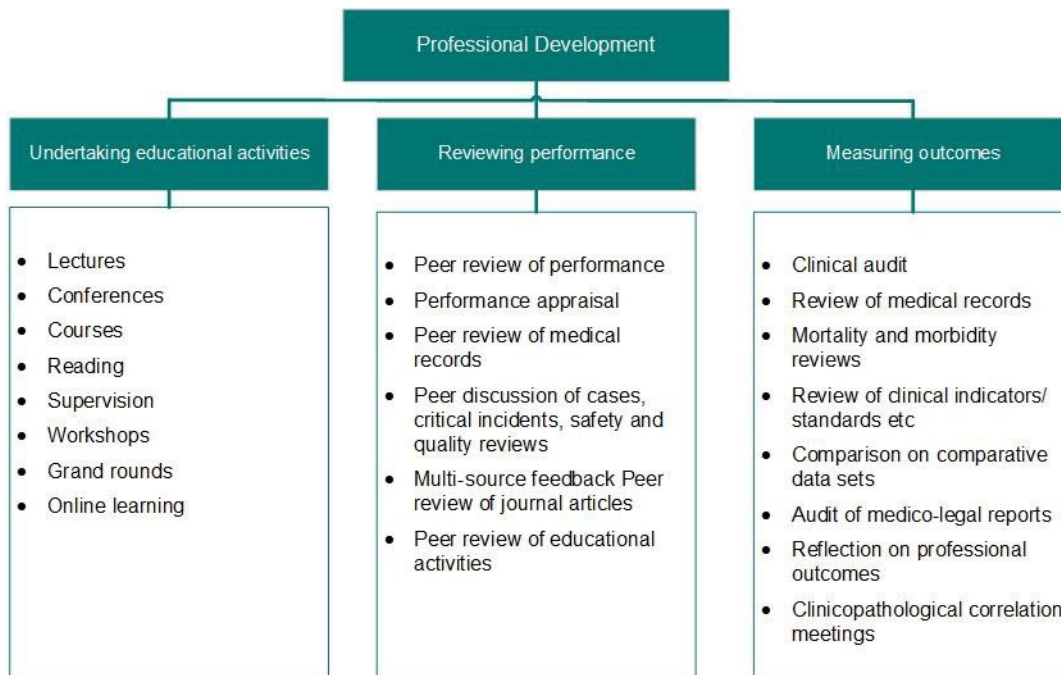 Professional Development
Undertaking educational activities
Lectures
Conferences
Courses
Reading
Supervision
Workshops
Grand rounds
Online learning
Reviewing performance
Peer review of performance
Performance appraisal
Peer review of medical
records
Peer discussion of cases,
critical incidents, safety and
quality reviews
Multi-source feedback Peer
review of journal articles
Peer review of educational
activities
Measuring outcomes
Clinical audit
Review of medical records
Mortality and morbidity
reviews
Review of clinical indicators/
standards etc
Comparison on comparative
data sets
Audit of medico-legal reports
Reflection on professional
outcomes
Clinicopathological correlation
meetings